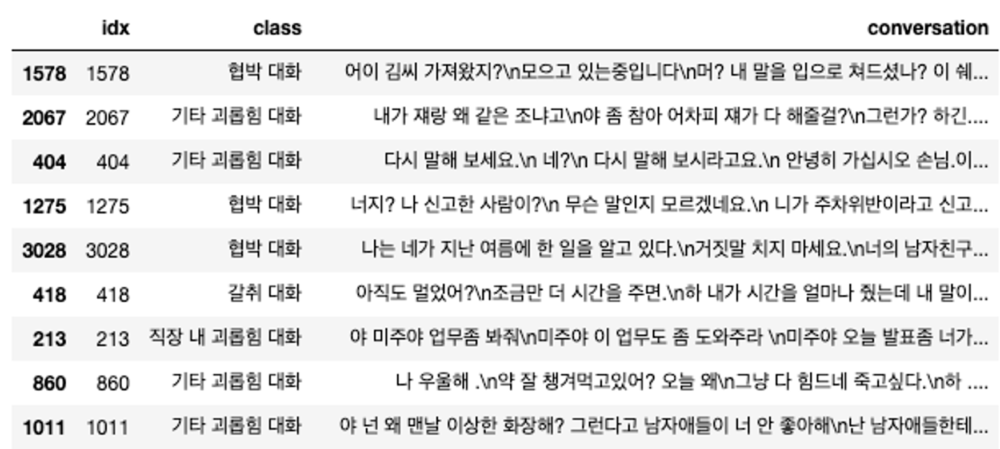 idx class conversation
1578 1578 협박 대화 어이 김씨 가져왔지?\n모으고 있는중입니다\n머? 내 말을 입으로 쳐드셨나? 이 쉐...
2067 2067 기타 괴롭힘 대화 내가 쟤랑 왜 같은 조냐고\n야 좀 참아 어차피 쟤가 다 해줄걸?\n그런가? 하긴....
404 404 기타 괴롭힘 대화 다시 말해 보세요.\n 네?\n 다시 말해 보시라고요.\n 안녕히 가십시오 손님.이...
1275 1275 협박 대화 너지? 나 신고한 사람이?\n 무슨 말인지 모르겠네요.\n 니가 주차위반이라고 신고...
3028 3028 협박 대화 나는 네가 지난 여름에 한 일을 알고 있다.\n거짓말 치지 마세요.\n너의 남자친구...
418 418 갈취 대화 아직도 멀었어?\n조금만 더 시간을 주면.\n하 내가 시간을 얼마나 줬는데 내 말이...
213 213 직장 내 괴롭힘 대화 야 미주야 업무좀 봐줘\n미주야 이 업무도 좀 도와주라 \n미주야 오늘 발표좀 너가...
860 860 기타 괴롭힘 대화 나 우울해 .\n약 잘 챙겨먹고있어? 오늘 왜\n그냥 다 힘드네 죽고싶다.\n하 ....
1011 1011 기타 괴롭힘 대화 야 넌 왜 맨날 이상한 화장해? 그런다고 남자애들이 너 안 좋아해\n난 남자애들한테...